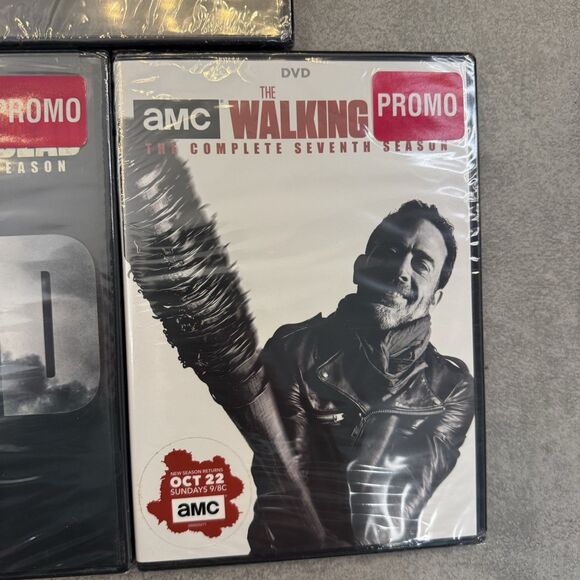 PROMO
EASON
DVD
THE
aMC WALKING PROMO
THE COMPLETE SEVENTH SEASON
NEW SEASON RETURNS
OCT 22
SUNDAYS 9/8C
aMC